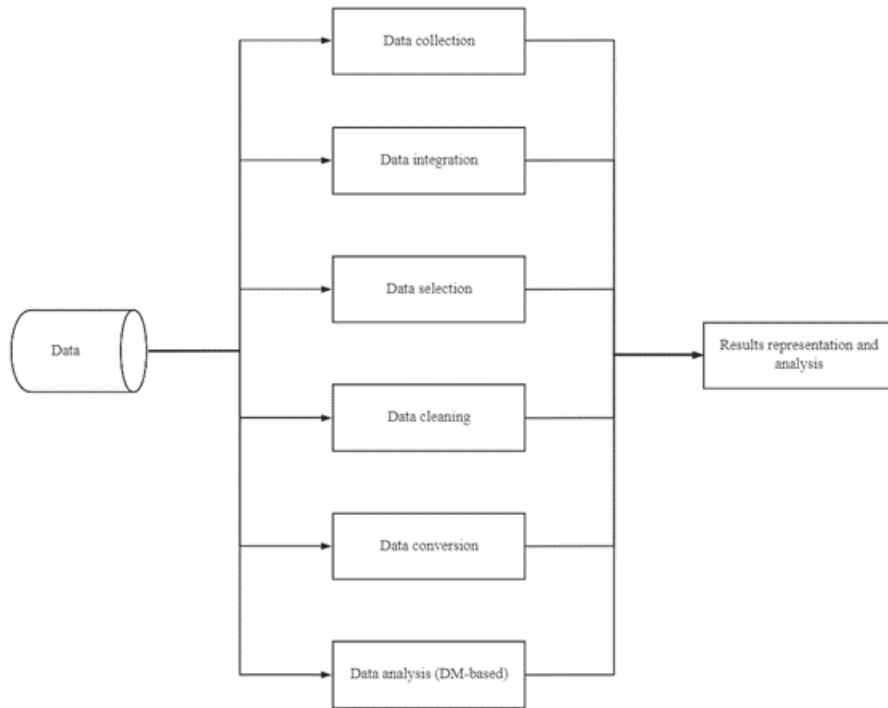 Data collection
Data integration
Data selection
Data
Results representation and
analysis
Data cleaning
Data conversion
Data analysis (DM-based)